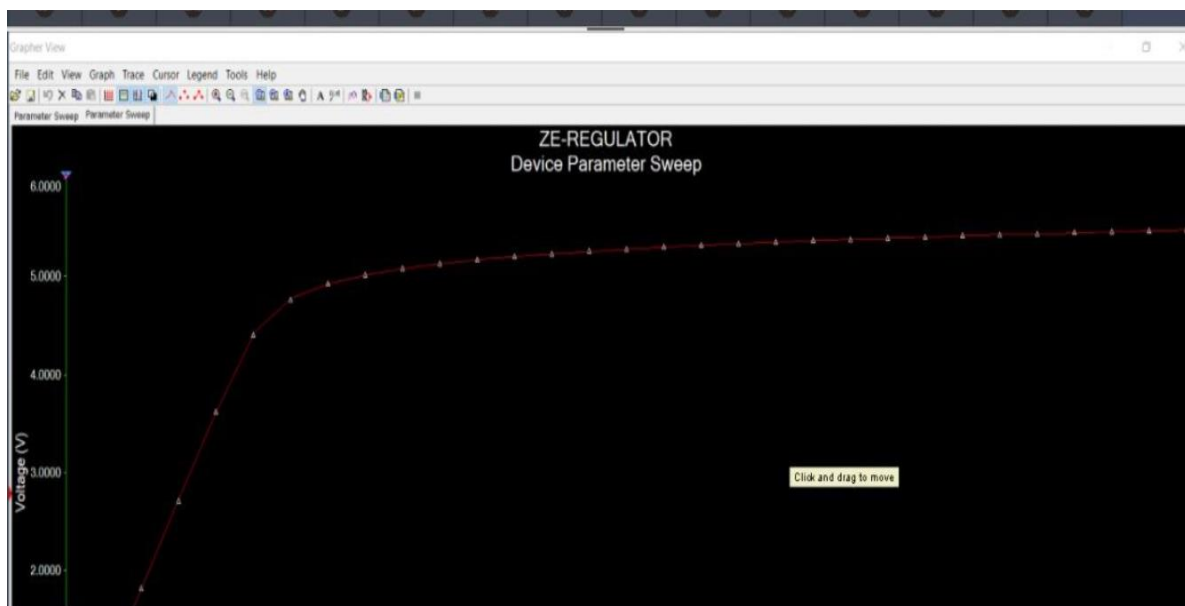 Grapher View
File Edit View Graph Trace Cursor Legend Tools Help
Parameter Sweep Parameter Sweep
ZE-REGULATOR
Device Parameter Sweep
6.0000
5.0000
4.0000
3.0000
2.0000
Voltage (V)
Click and drag to move